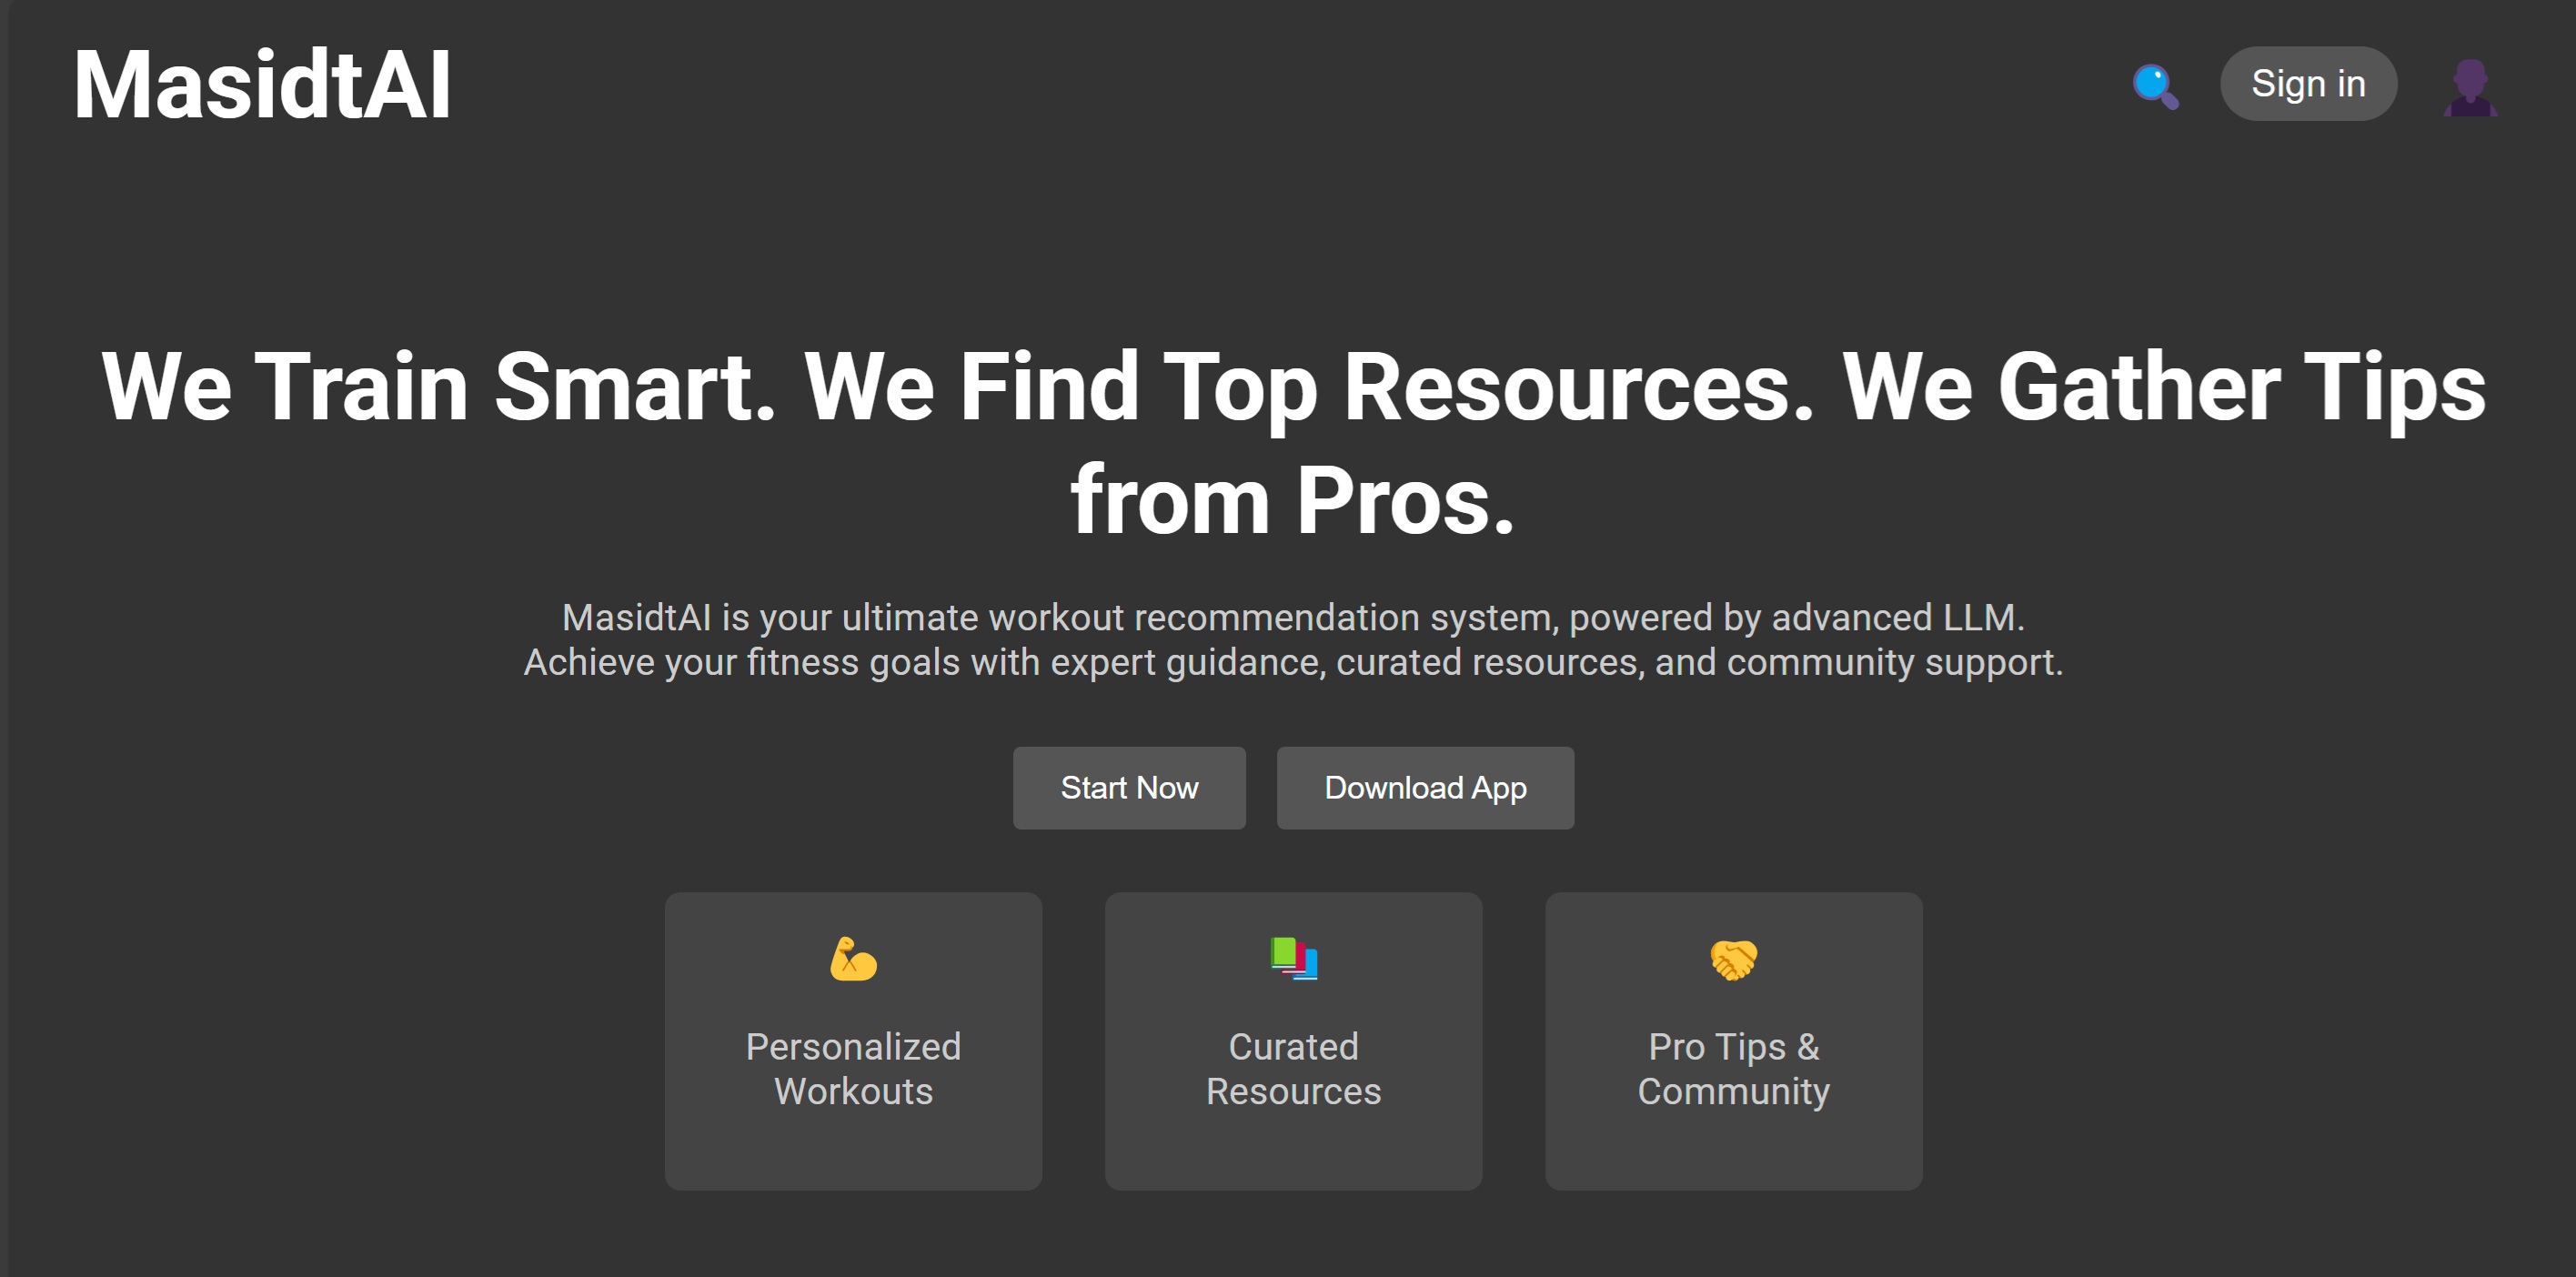 MasidtAI
Sign in
We Train Smart. We Find Top Resources. We Gather Tips
from Pros.
MasidtAI is your ultimate workout recommendation system, powered by advanced LLM.
Achieve your fitness goals with expert guidance, curated resources, and community support.
Start Now
Download App
Personalized
Workouts
Curated
Resources
Pro Tips &
Community